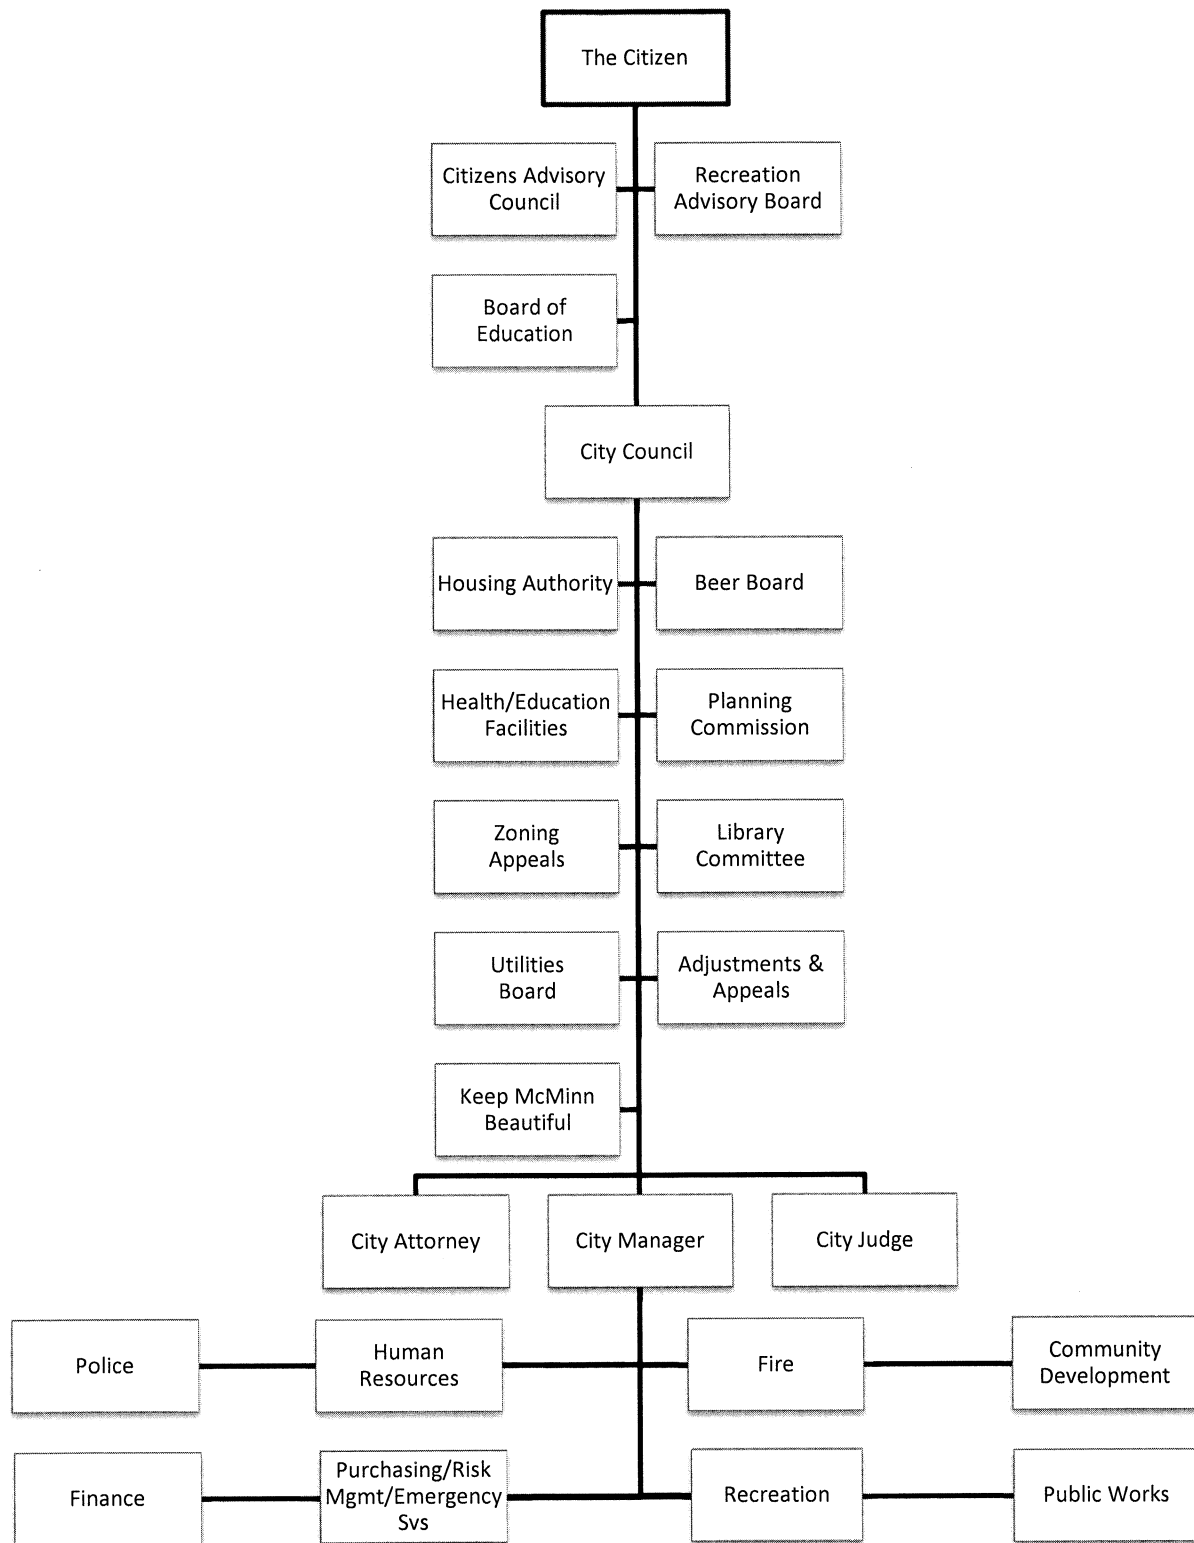 The Citizen
Citizens Advisory
Council
Recreation
Advisory Board
Board of
Education
City Council
Housing Authority
Beer Board
Health/Education
Facilities
Planning
Commission
Zoning
Appeals
Library
Committee
Utilities
Board
Adjustments &
Appeals
Keep McMinn
Beautiful
City Attorney
City Manager
City Judge
Police
Human
Resources
Fire
Community
Development
Finance
Purchasing/Risk
Mgmt/Emergency
Svs
Recreation
Public Works